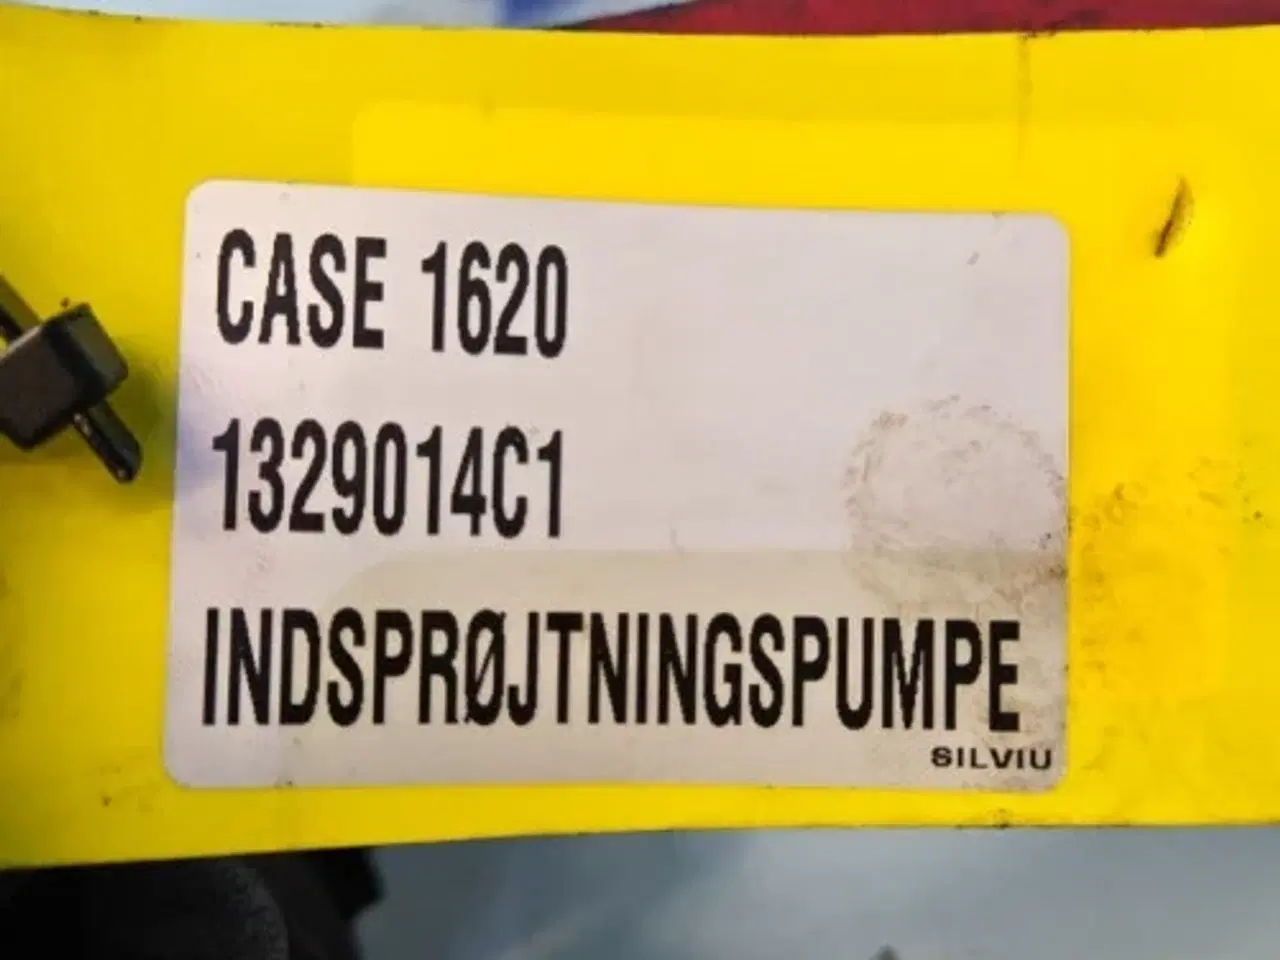 CASE 1620
1329014C1
INDSPRØJTNINGSPUMPE
SILVIU